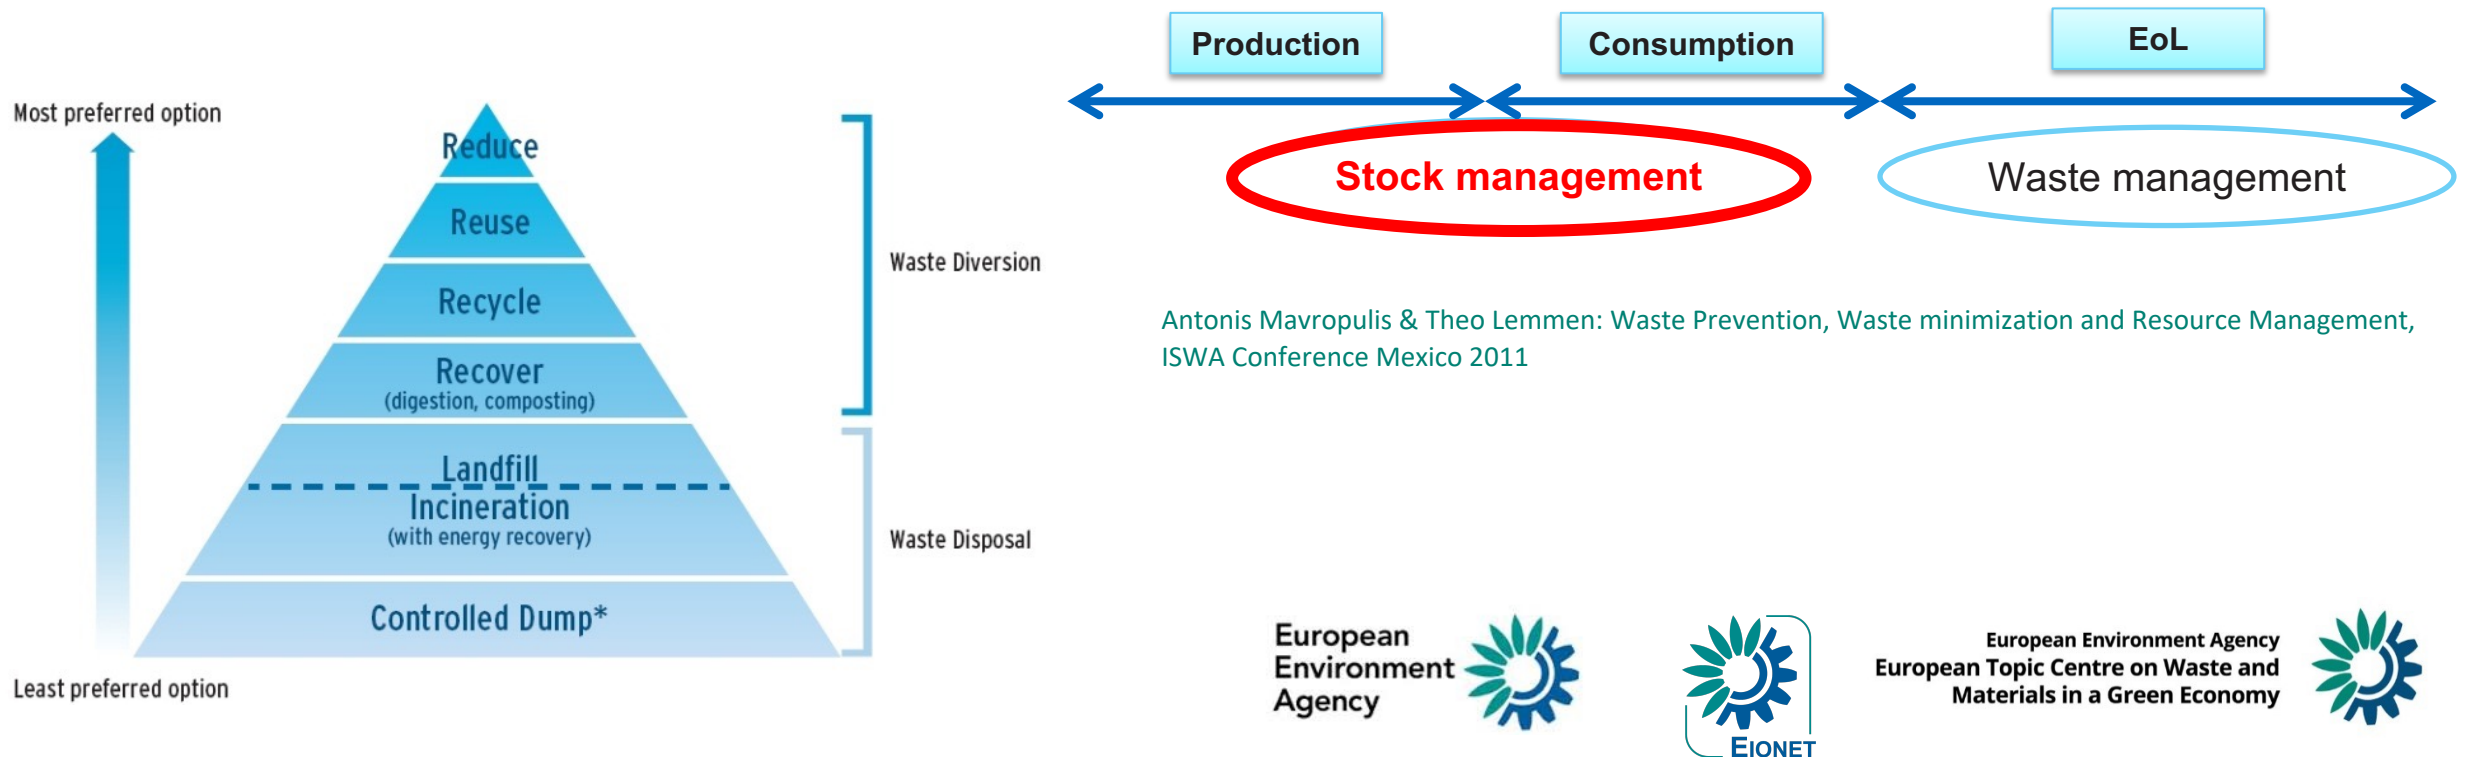 Most preferred option
Reduce
Reuse
Recycle
Recover
(digestion, composting)
Landfill
Incineration
(with energy recovery)
Controlled Dump*
Least preferred option
Waste Diversion
Waste Disposal
Production
Consumption
EoL
Stock management
Waste management
Antonis Mavropulis & Theo Lemmen: Waste Prevention, Waste minimization and Resource Management,
ISWA Conference Mexico 2011
European
Environment
Agency
EIONET
European Environment Agency
European Topic Centre on Waste and
Materials in a Green Economy